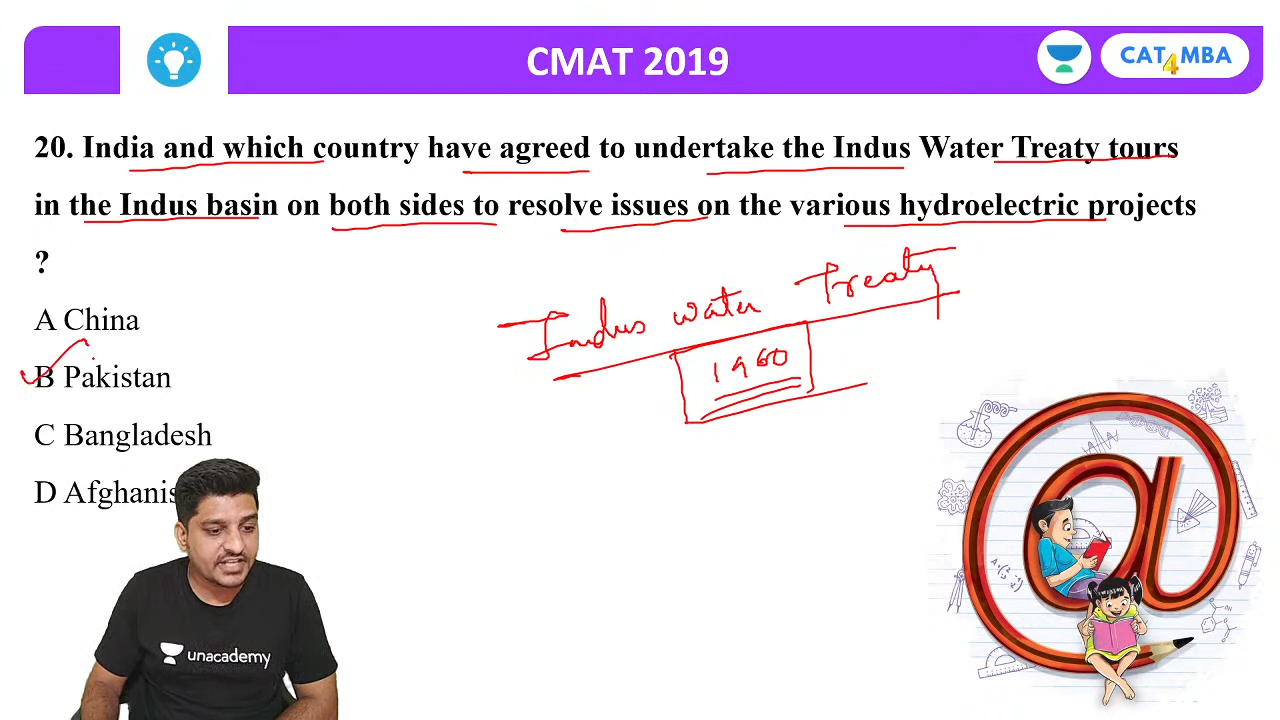 CMAT 2019
CAT4MBA
20. India and which country have agreed to undertake the Indus Water Treaty tours
in the Indus basin on both sides to resolve issues on the various hydroelectric projects
?
A China
B Pakistan
C Bangladesh
D Afghanis
Indus water Treaty
1960
unacademy